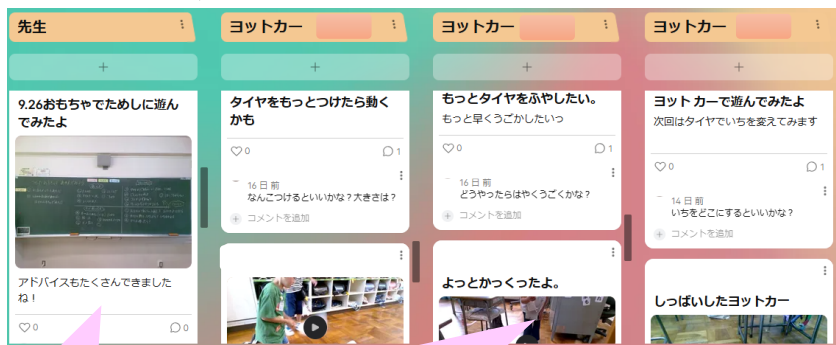 先生
9.26おもちゃでためしに遊ん
でみたよ
アドバイスもたくさんできました
ね！
0
0
ヨットカー
タイヤをもっとつけたら動く
かも
0
1
16日前
なんこつけるといいかな？大きさは？
コメントを追加
ヨットカー
もっとタイヤをふやしたい。
もっと早くうごかしたいっ
0
1
16日前
どうやったらはやくうごくかな？
コメントを追加
よっとかっくったよ。
ヨットカー
ヨット カーで遊んでみたよ
次回はタイヤでいちを変えてみます
0
1
14日前
いちをどこにするといいかな？
コメントを追加
しっぱいしたヨットカー